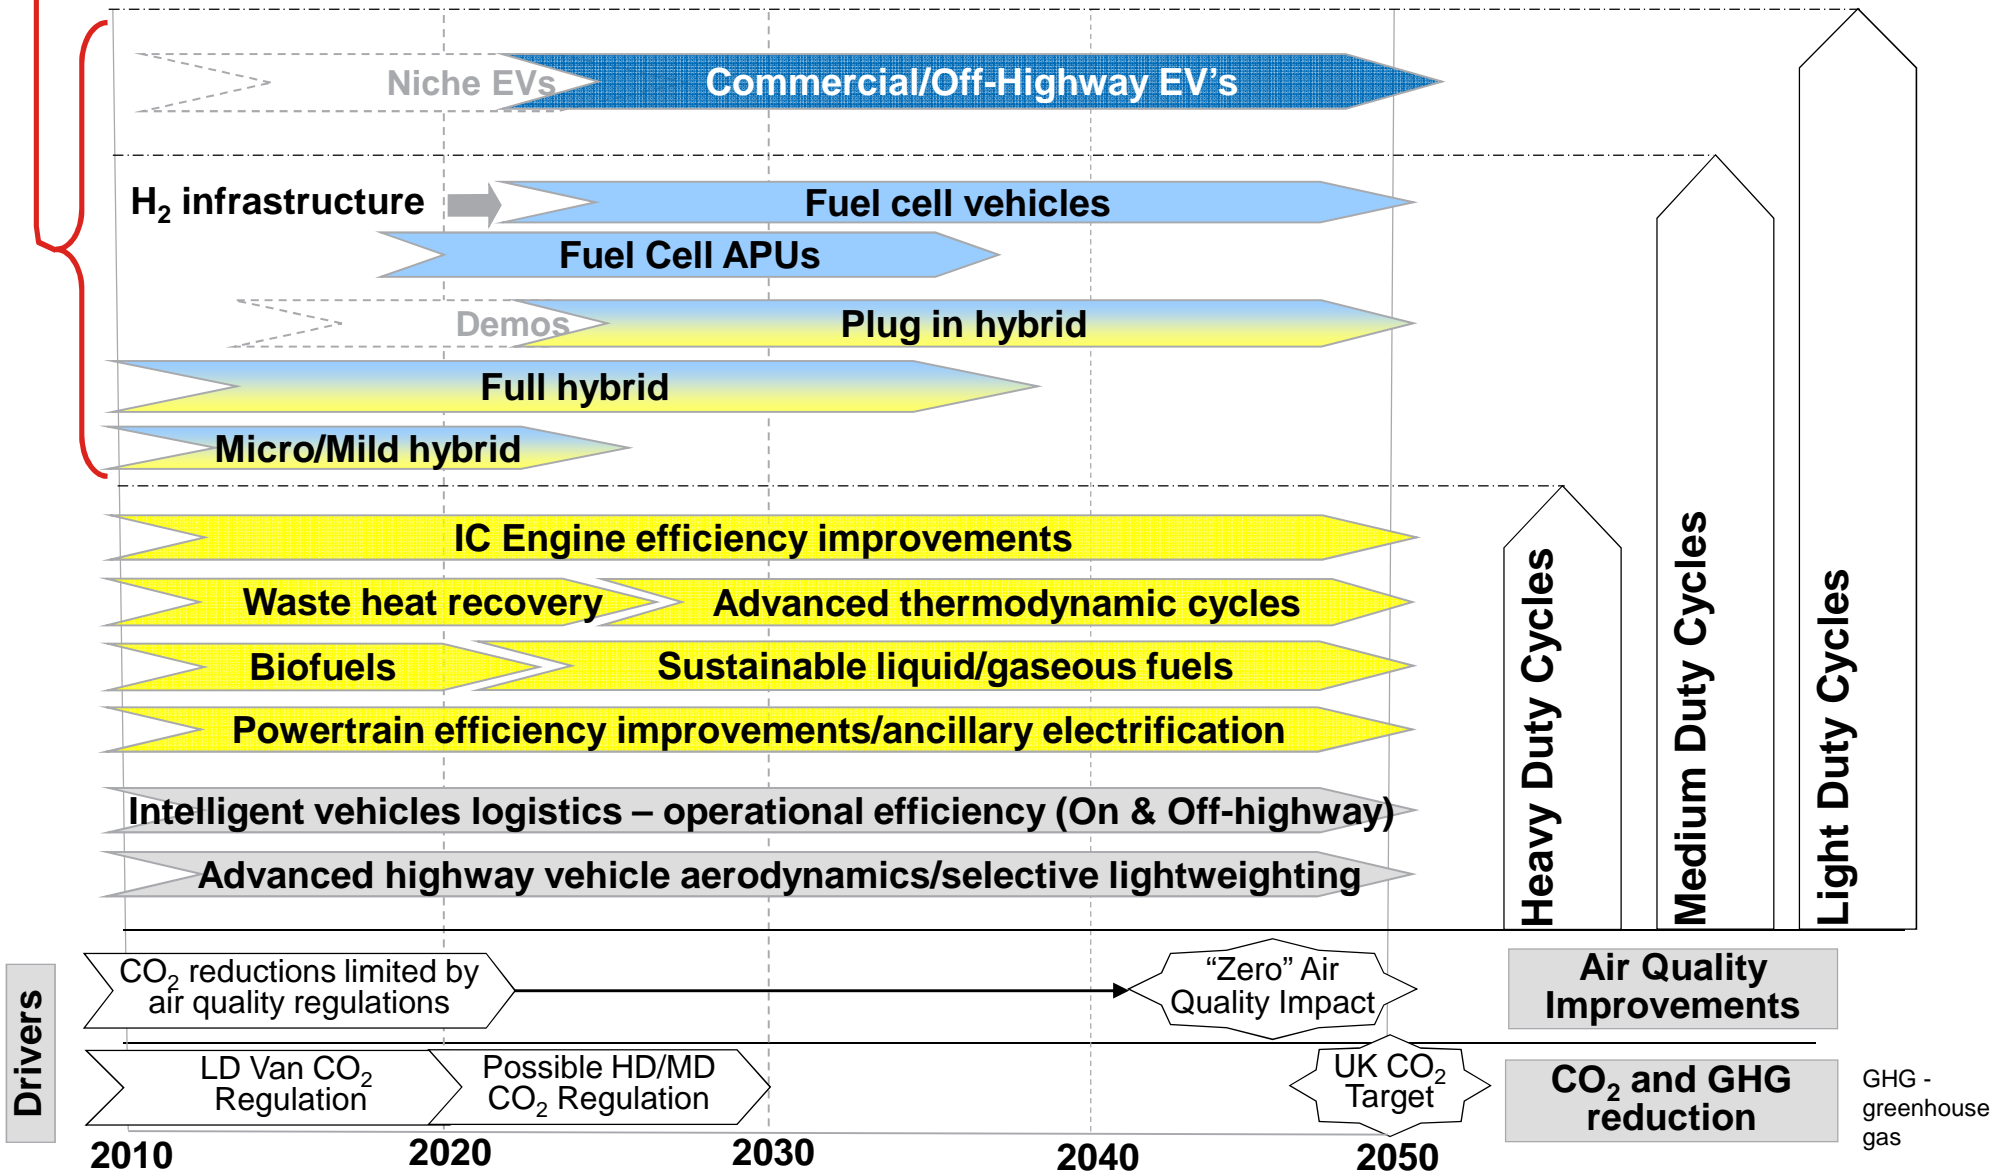 Niche EVs
Commercial/Off-Highway EV's
H₂ infrastructure
Fuel cell vehicles
Fuel Cell APUs
Demos
Plug in hybrid
Full hybrid
Micro/Mild hybrid
IC Engine efficiency improvements
Waste heat recovery
Advanced thermodynamic cycles
Biofuels
Sustainable liquid/gaseous fuels
Powertrain efficiency improvements/ancillary electrification
Intelligent vehicles logistics – operational efficiency (On & Off-highway)
Advanced highway vehicle aerodynamics/selective lightweighting
Heavy Duty Cycles
Medium Duty Cycles
Light Duty Cycles
Drivers
CO₂ reductions limited by
air quality regulations
“Zero” Air
Quality Impact
Air Quality
Improvements
LD Van CO₂
Regulation
Possible HD/MD
CO₂ Regulation
UK CO₂
Target
CO₂ and GHG
reduction
GHG -
greenhouse
gas
2010
2020
2030
2040
2050